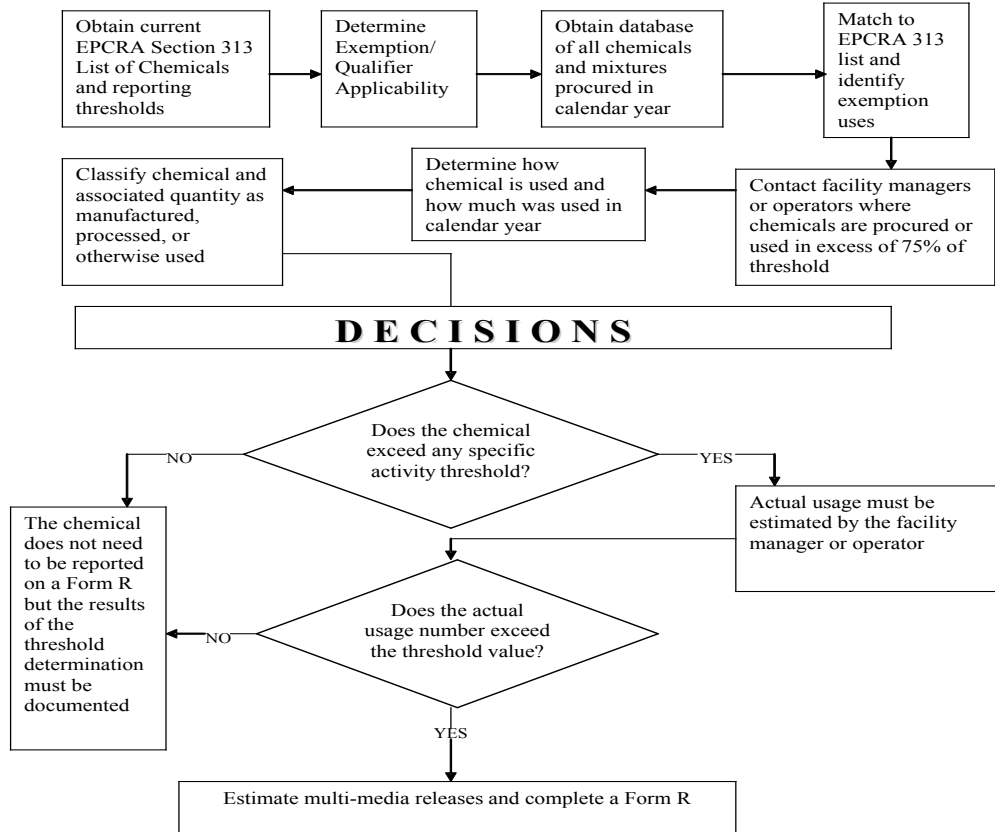 Obtain current
EPCRA Section 313
List of Chemicals
and reporting
thresholds
Determine
Exemption/
Qualifier
Applicability
Obtain database
of all chemicals
and mixtures
procured in
calendar year
Match to
EPCRA 313
list and
identify
exemption
uses
Contact facility managers
or operators where
chemicals are procured or
used in excess of 75% of
threshold
Determine how
chemical is used and
how much was used in
calendar year
Classify chemical and
associated quantity as
manufactured,
processed, or
otherwise used
DECISIONS
Does the chemical
exceed any specific
activity threshold?
NO
YES
The chemical
does not need
to be reported
on a Form R
but the results
of the
threshold
determination
must be
documented
Actual usage must be
estimated by the facility
manager or operator
Does the actual
usage number exceed
the threshold value?
NO
YES
Estimate multi-media releases and complete a Form R